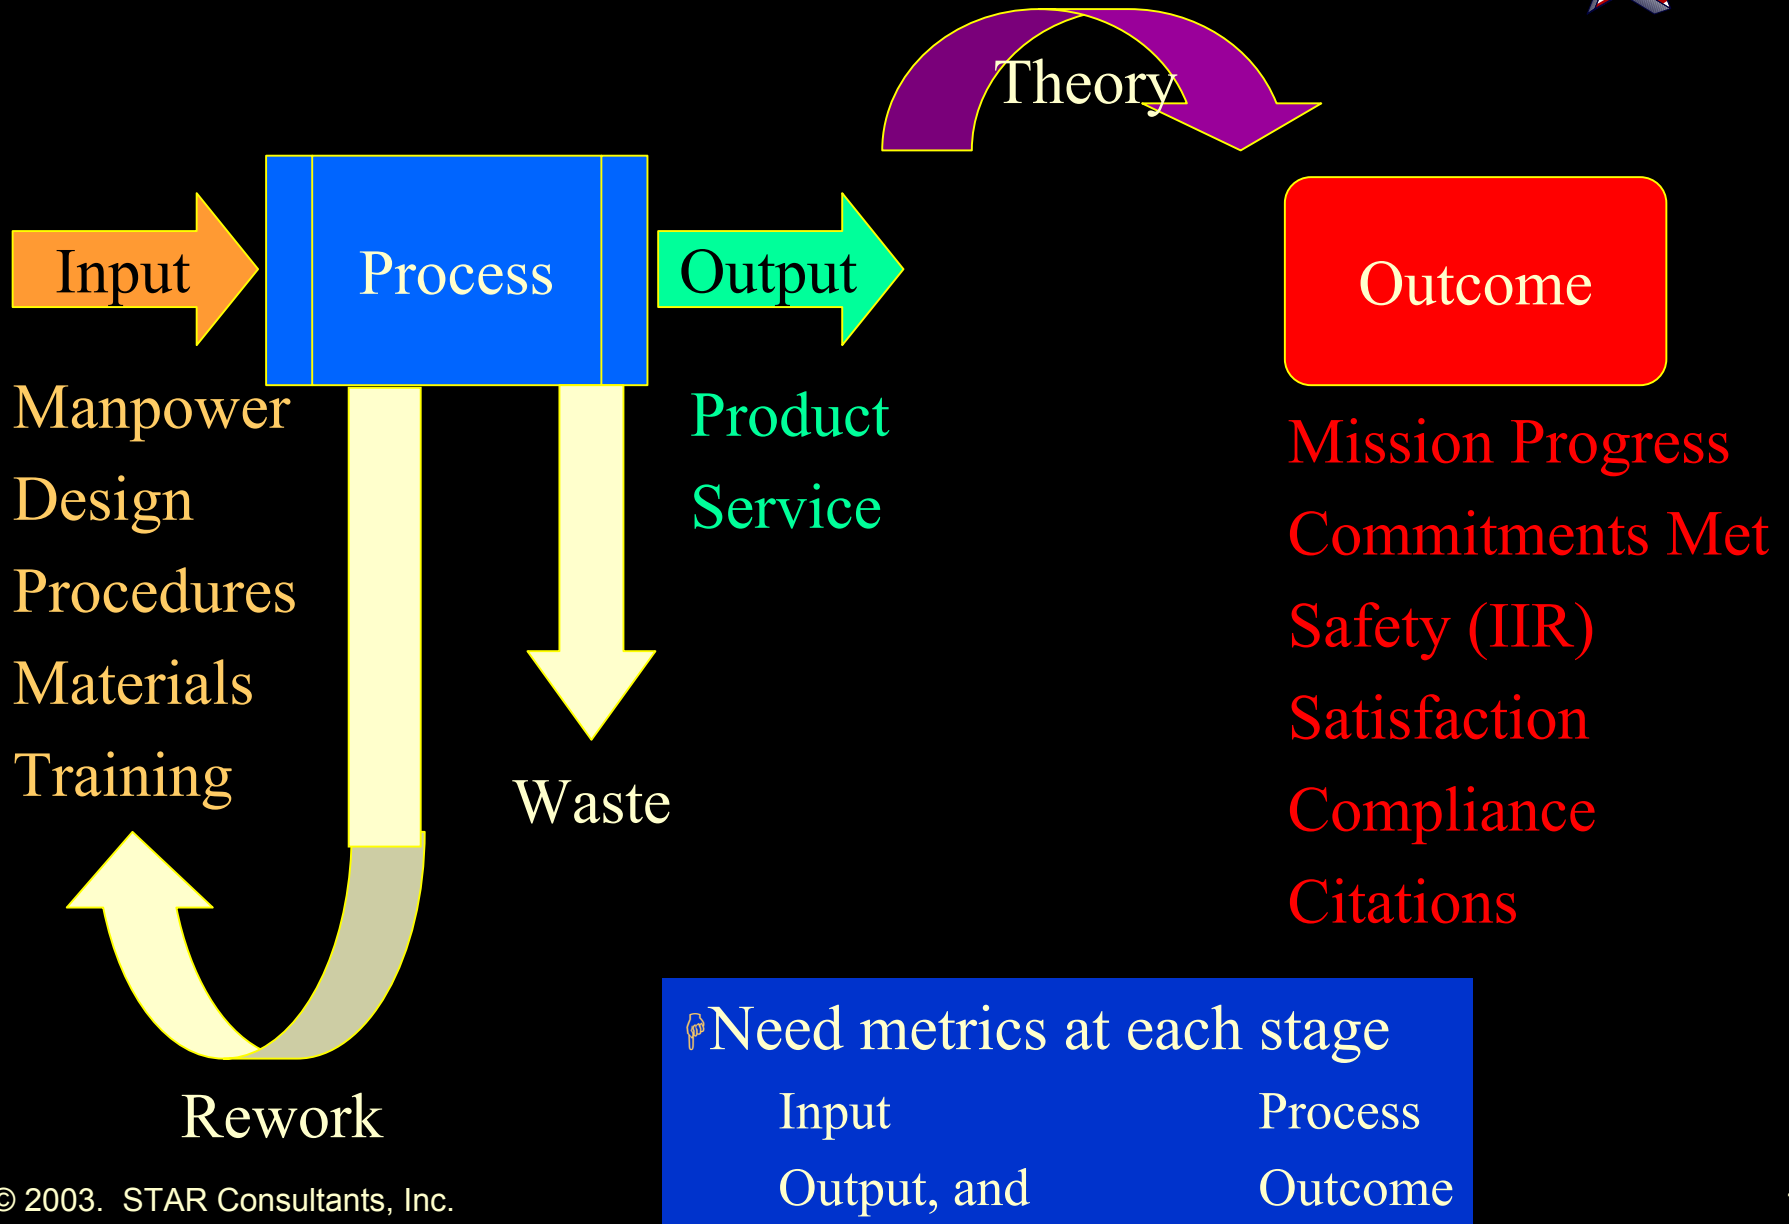 Theory
Input
Process
Output
Outcome
Manpower
Design
Procedures
Materials
Training
Product
Service
Mission Progress
Commitments Met
Safety (IIR)
Satisfaction
Compliance
Citations
Waste
Rework
Need metrics at each stage
Input Process
Output, and Outcome
© 2003. STAR Consultants, Inc.